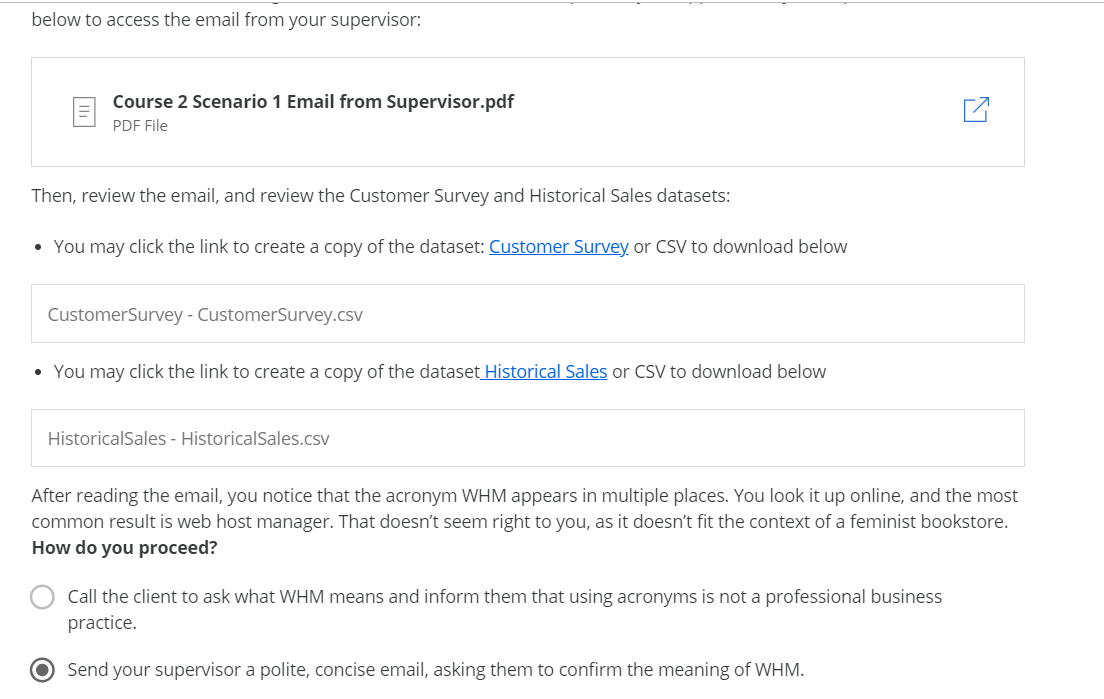 below to access the email from your supervisor:
Course 2 Scenario 1 Email from Supervisor.pdf
PDF File
Then, review the email, and review the Customer Survey and Historical Sales datasets:
• You may click the link to create a copy of the dataset: Customer Survey or CSV to download below
CustomerSurvey - CustomerSurvey.csv
• You may click the link to create a copy of the dataset Historical Sales or CSV to download below
HistoricalSales - HistoricalSales.csv
After reading the email, you notice that the acronym WHM appears in multiple places. You look it up online, and the most
common result is web host manager. That doesn’t seem right to you, as it doesn’t fit the context of a feminist bookstore.
How do you proceed?
Call the client to ask what WHM means and inform them that using acronyms is not a professional business
practice.
Send your supervisor a polite, concise email, asking them to confirm the meaning of WHM.